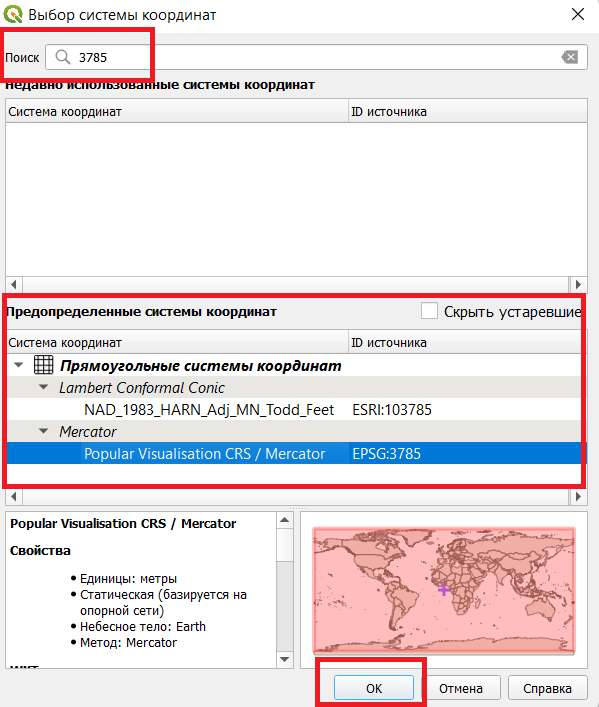 Выбор системы координат
Поиск 3785
Недавно использованные системы координат
Система координат ID источника
Предопределенные системы координат Скрыть устаревшие
Система координат ID источника
Прямоугольные системы координат
Lambert Conformal Conic
NAD_1983_HARN_Adj_MN_Todd_Feet ESRI:103785
Mercator
Popular Visualisation CRS / Mercator EPSG:3785
Popular Visualisation CRS / Mercator
Свойства
• Единицы: метры
• Статическая (базируется на
опорной сети)
• Небесное тело: Earth
• Метод: Mercator
WKT
OK Отмена Справка